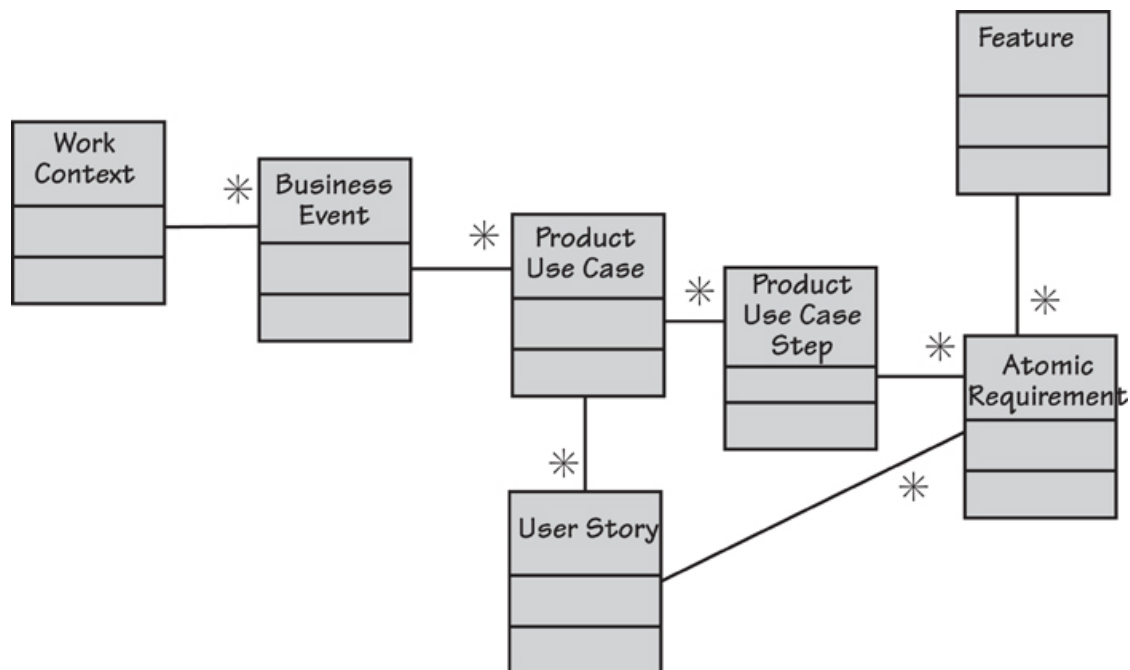 Feature
Work
Context
*
Business
Event
*
Product
Use Case
*
Product
Use Case
Step
*
*
Atomic
Requirement
*
User Story
*